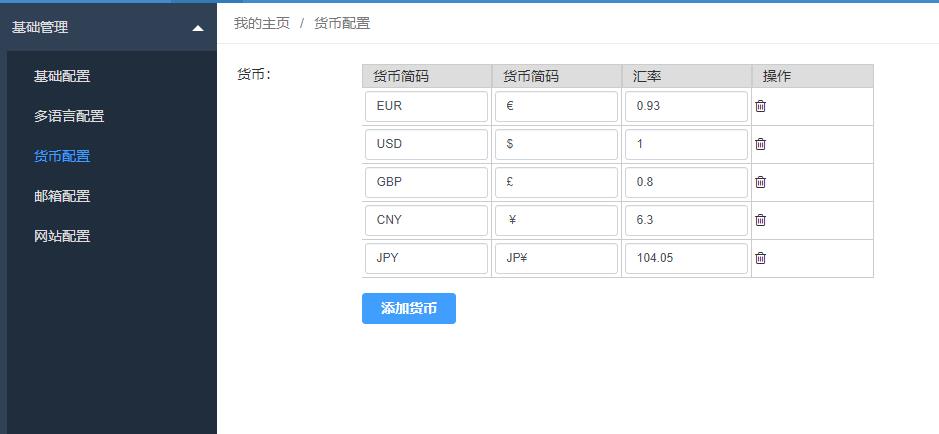 基础管理
我的主页 / 货币配置
基础配置
多语言配置
货币配置
邮箱配置
网站配置
货币：
货币简码 货币简码 汇率 操作
EUR € 0.93
USD $ 1
GBP £ 0.8
CNY ¥ 6.3
JPY JP¥ 104.05
添加货币